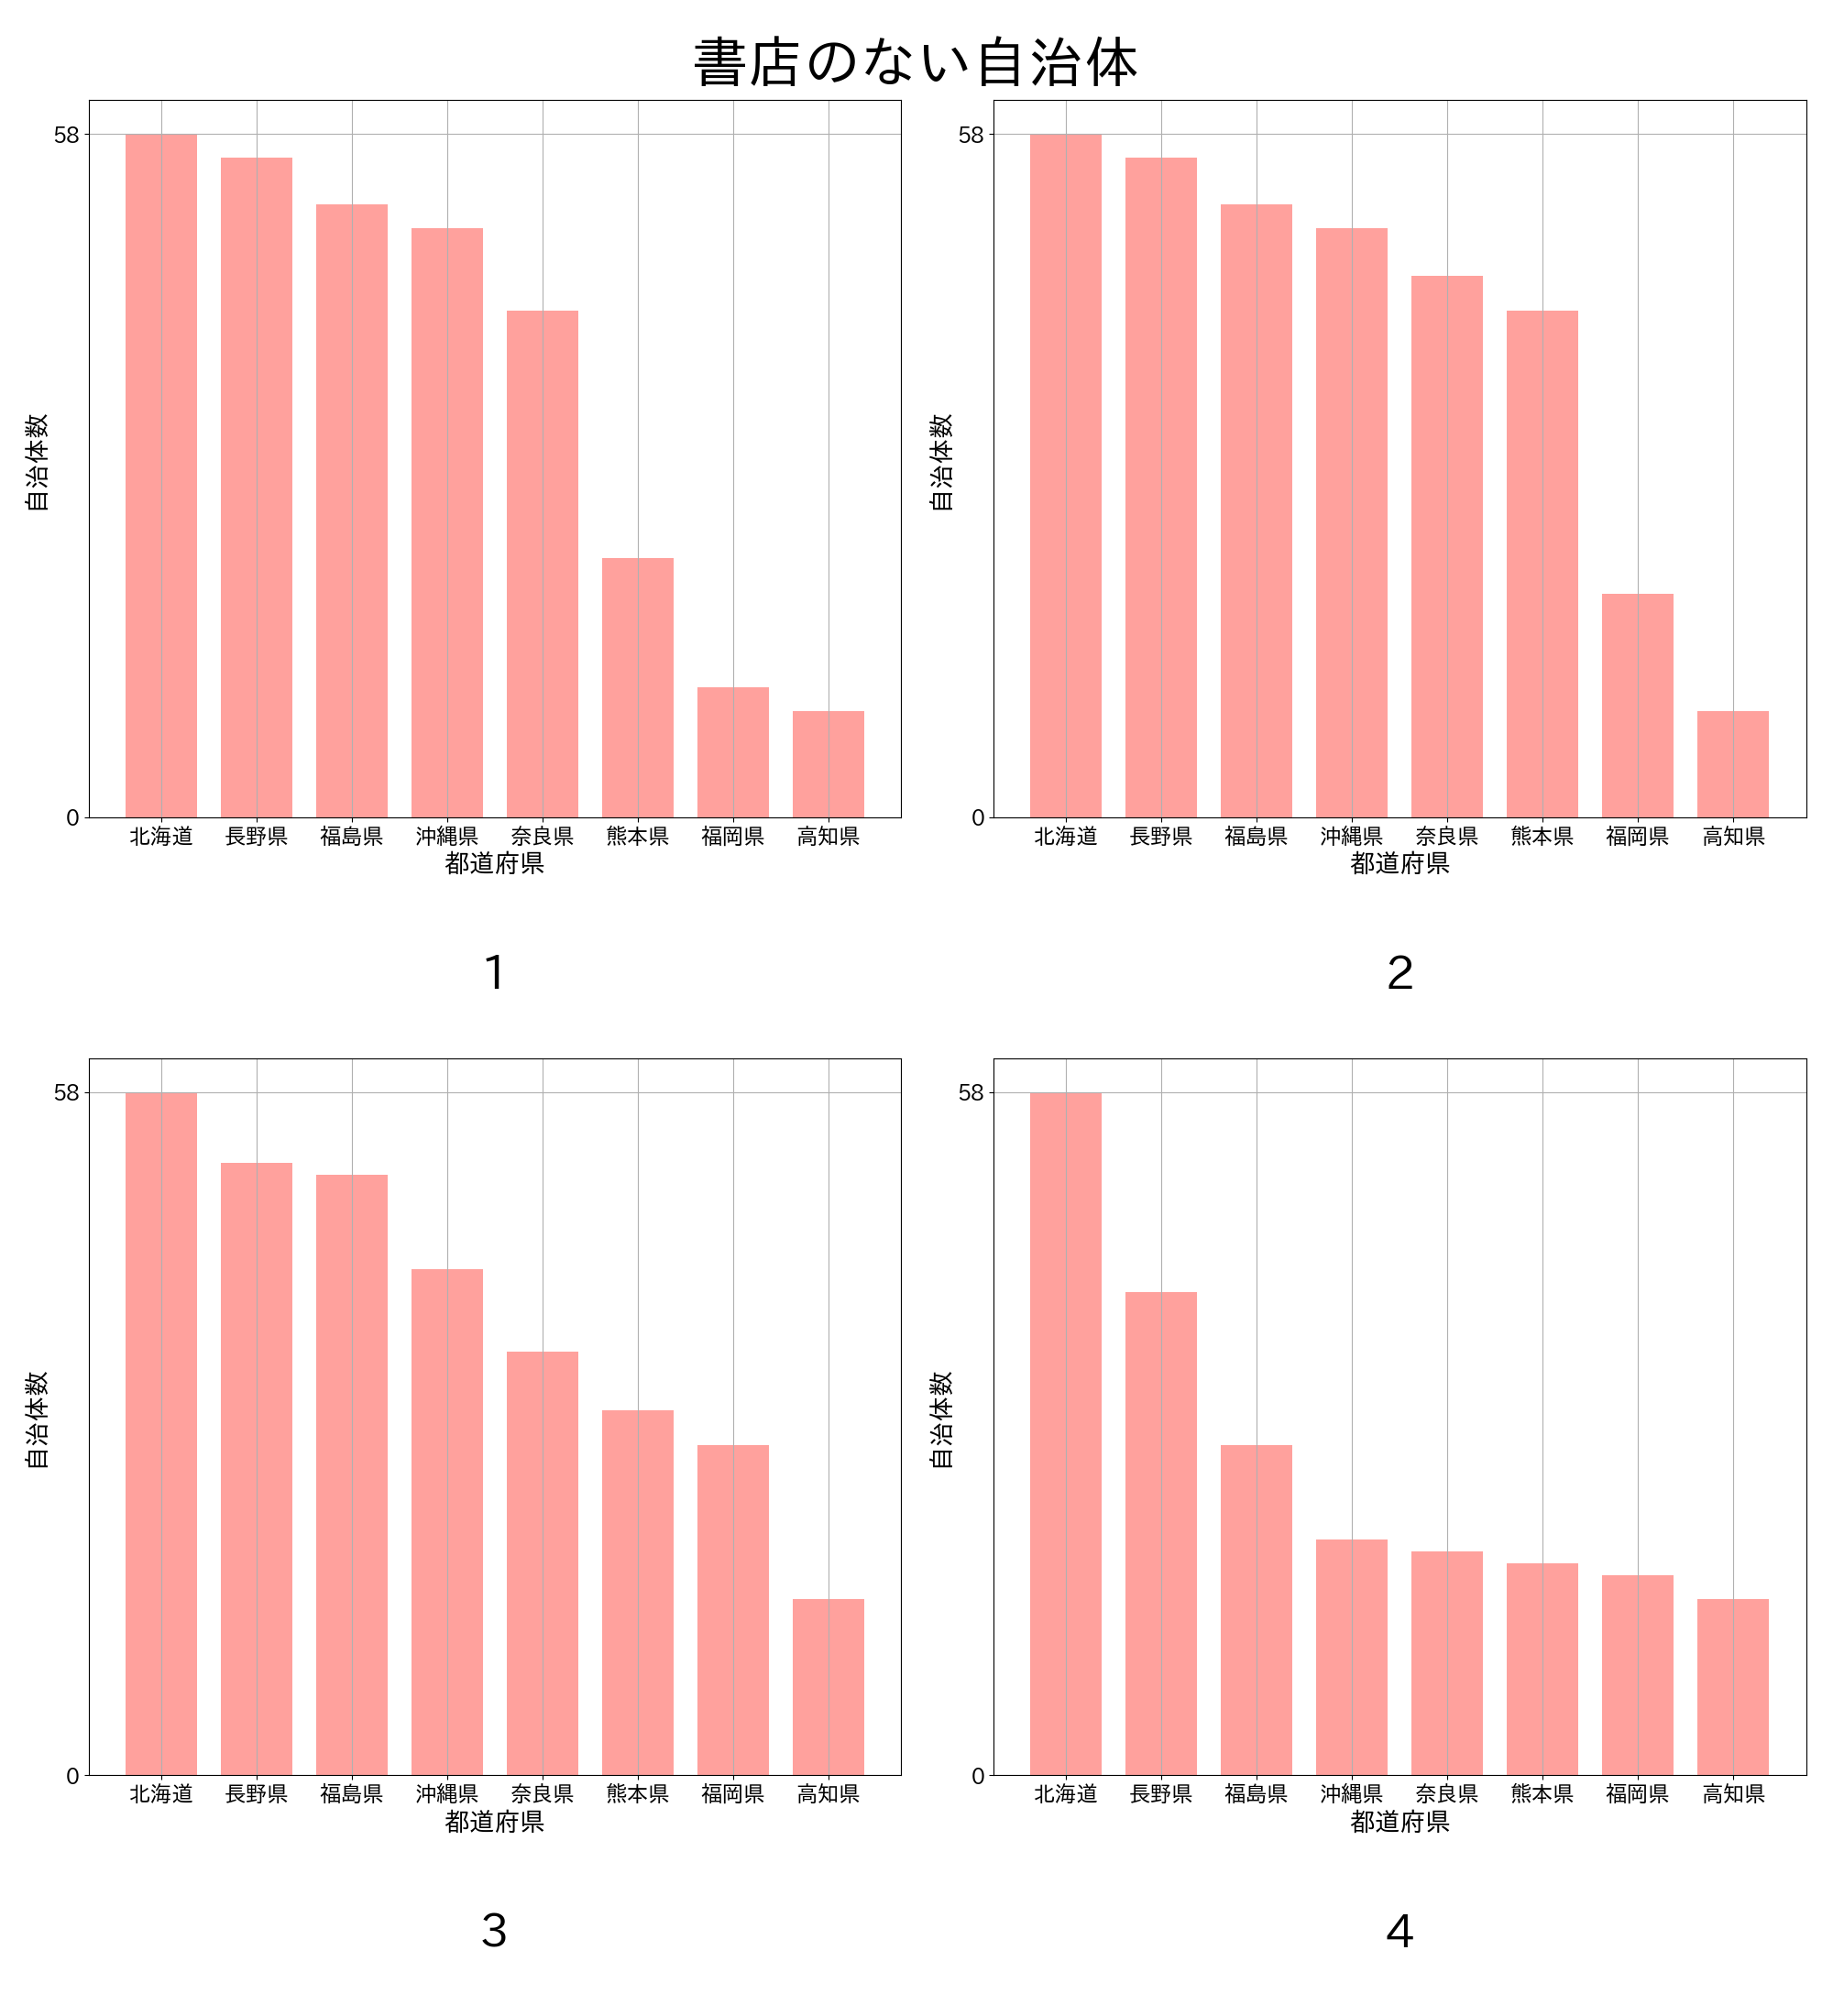 書店のない自治体
58
0
自治体数
北海道 長野県 福島県 沖縄県 奈良県 熊本県 福岡県 高知県
都道府県
1
58
0
自治体数
北海道 長野県 福島県 沖縄県 奈良県 熊本県 福岡県 高知県
都道府県
2
58
0
自治体数
北海道 長野県 福島県 沖縄県 奈良県 熊本県 福岡県 高知県
都道府県
3
58
0
自治体数
北海道 長野県 福島県 沖縄県 奈良県 熊本県 福岡県 高知県
都道府県
4